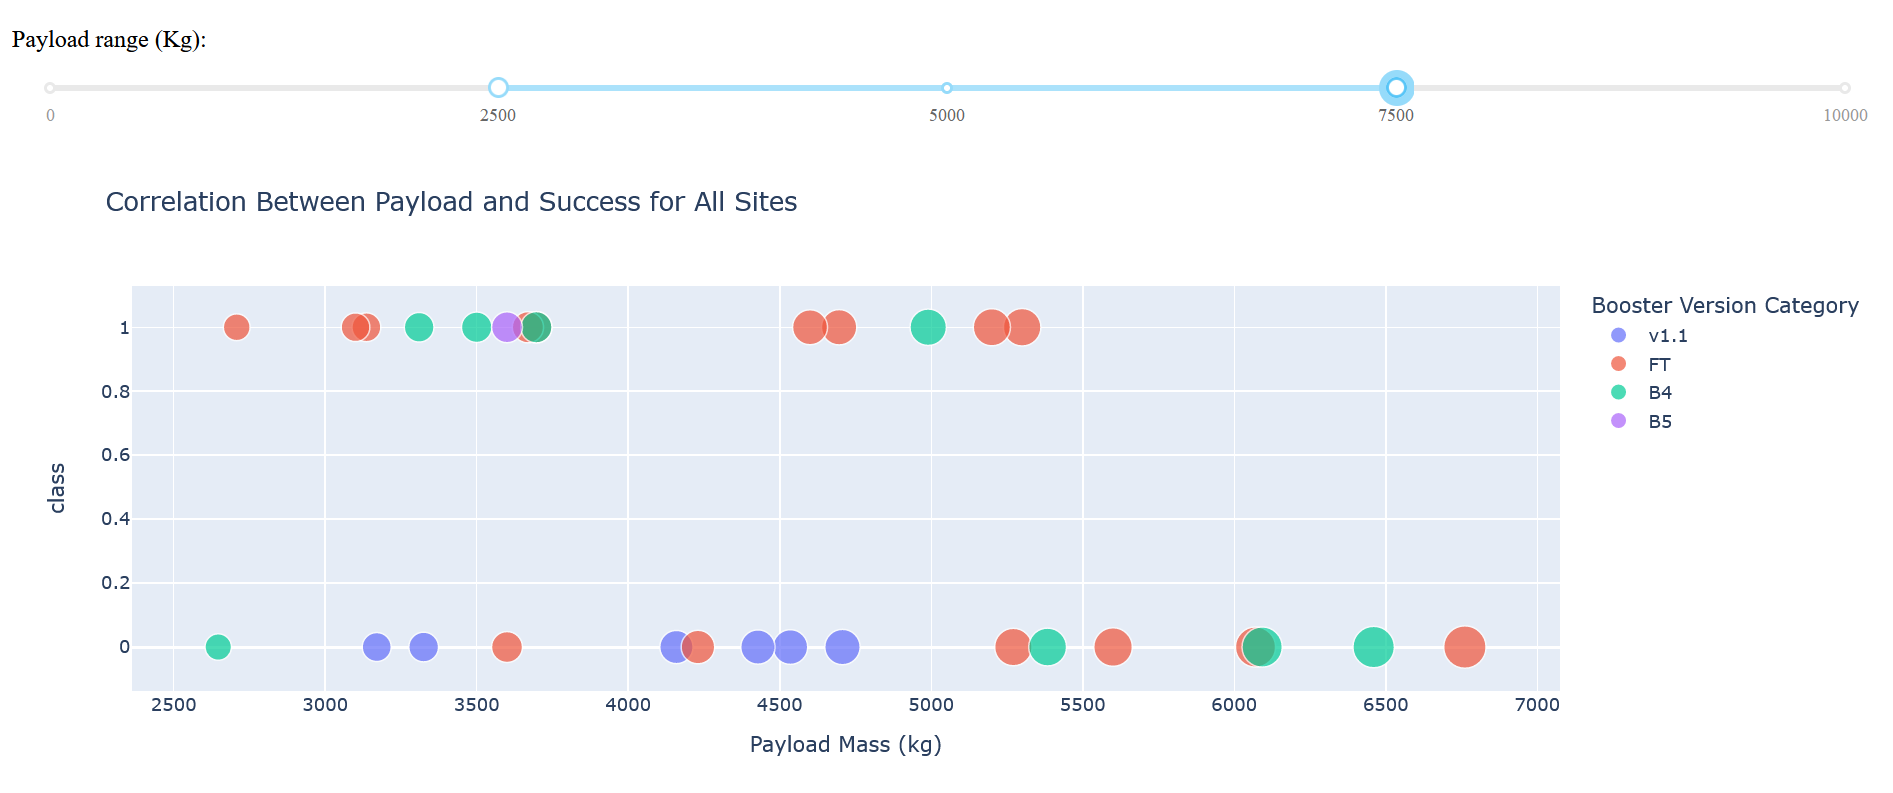 Payload range (Kg):
0 2500 5000 7500 10000
Correlation Between Payload and Success for All Sites
Booster Version Category
v1.1
FT
B4
B5
1
0.8
0.6
0.4
0.2
0
class
2500 3000 3500 4000 4500 5000 5500 6000 6500 7000
Payload Mass (kg)